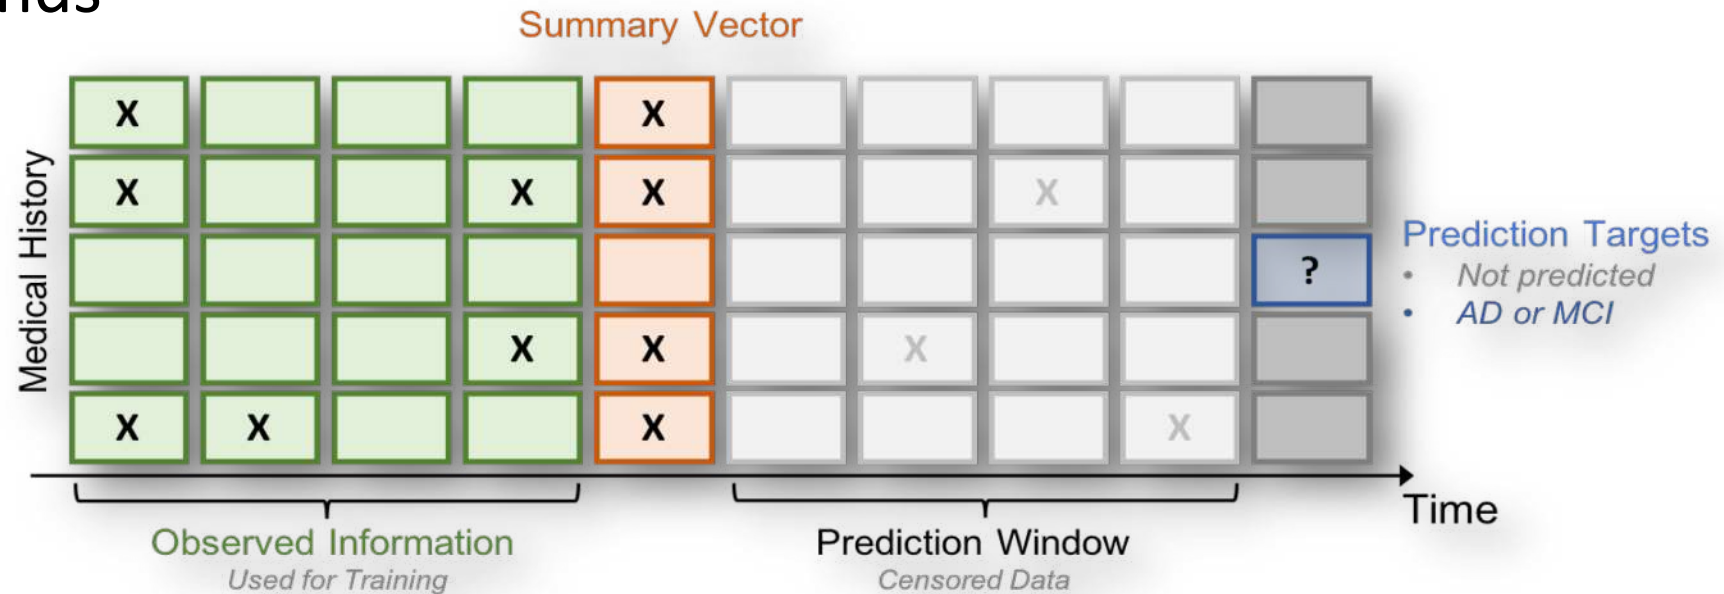 Summary Vector
Medical History
X X
X X X X
?
X X X
X X X X
Prediction Targets
• Not predicted
• AD or MCI
Time
Observed Information
Used for Training
Prediction Window
Censored Data